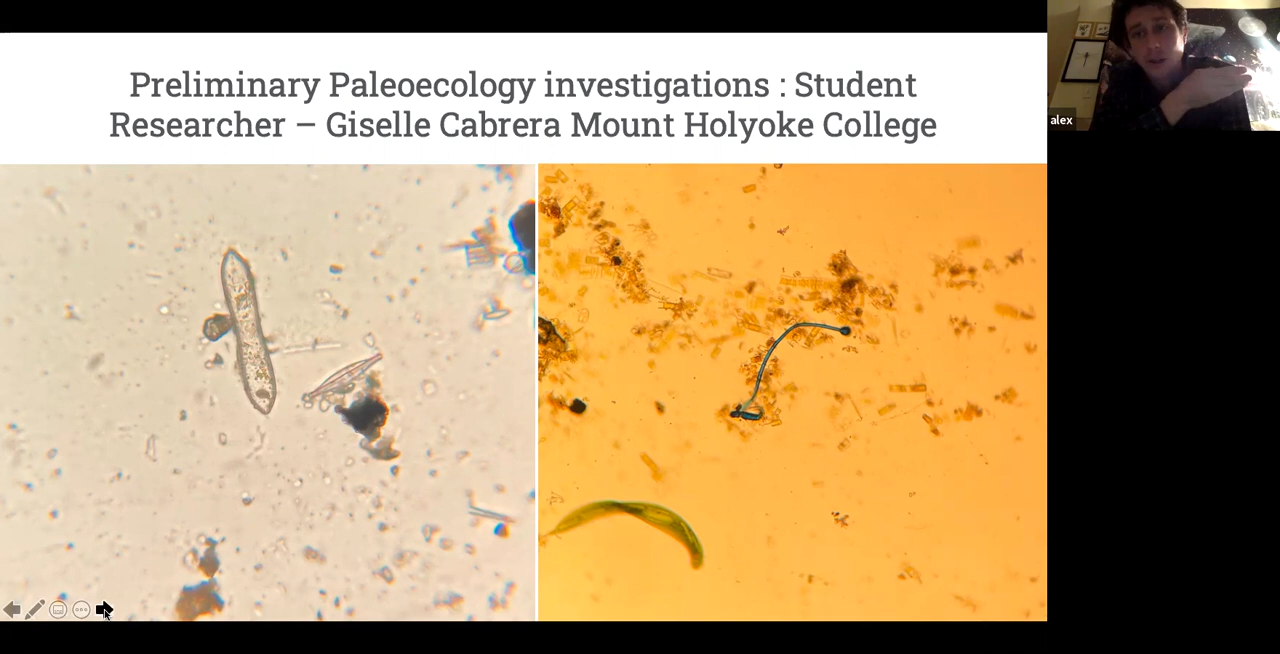 Preliminary Paleoecology investigations : Student
Researcher – Giselle Cabrera Mount Holyoke College
alex